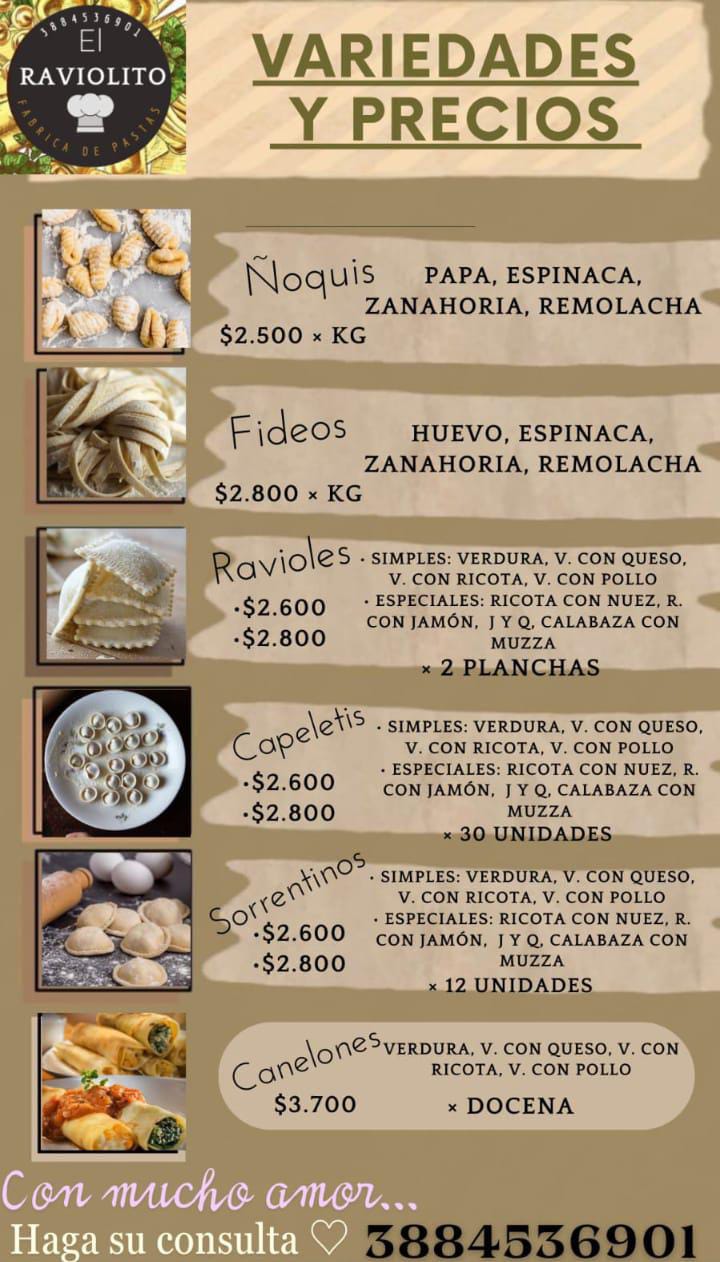 3884536901
El
RAVIOLITO
FÁBRICA DE PASTAS
VARIEDADES
Y PRECIOS
Ñoquis
PAPA, ESPINACA,
ZANAHORIA, REMOLACHA
$2.500 × KG
Fideos
HUEVO, ESPINACA,
ZANAHORIA, REMOLACHA
$2.800 × KG
Ravioles
•$2.600
•$2.800
• SIMPLES: VERDURA, V. CON QUESO,
V. CON RICOTA, V. CON POLLO
• ESPECIALES: RICOTA CON NUEZ, R.
CON JAMÓN, J Y Q, CALABAZA CON
MUZZA
× 2 PLANCHAS
Capeletis
•$2.600
•$2.800
• SIMPLES: VERDURA, V. CON QUESO,
V. CON RICOTA, V. CON POLLO
• ESPECIALES: RICOTA CON NUEZ, R.
CON JAMÓN, J Y Q, CALABAZA CON
MUZZA
× 30 UNIDADES
Sorrentinos
•$2.600
•$2.800
• SIMPLES: VERDURA, V. CON QUESO,
V. CON RICOTA, V. CON POLLO
• ESPECIALES: RICOTA CON NUEZ, R.
CON JAMÓN, J Y Q, CALABAZA CON
MUZZA
× 12 UNIDADES
Canelones
VERDURA, V. CON QUESO, V. CON
RICOTA, V. CON POLLO
$3.700
× DOCENA
Con mucho amor...
Haga su consulta ♡ 3884536901